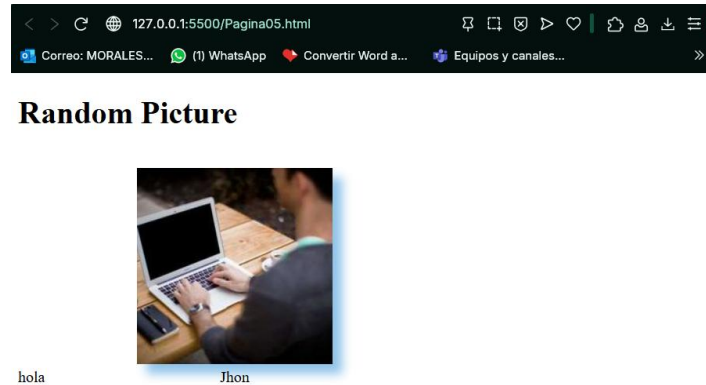 127.0.0.1:5500/Pagina05.html
Correo: MORALES... (1) WhatsApp Convertir Word a... Equipos y canales... »
Random Picture
hola Jhon